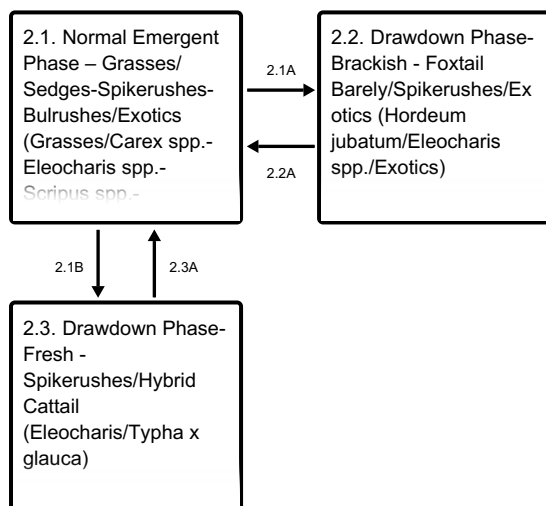 2.1. Normal Emergent
Phase – Grasses/
Sedges-Spikerushes-
Bulrushes/Exotics
(Grasses/Carex spp.-
Eleocharis spp.-
Scripus spp.-
2.1A
2.2A
2.2. Drawdown Phase-
Brackish - Foxtail
Barely/Spikerushes/Ex
otics (Hordeum
jubatum/Eleocharis
spp./Exotics)
2.1B
2.3A
2.3. Drawdown Phase-
Fresh -
Spikerushes/Hybrid
Cattail
(Eleocharis/Typha x
glauca)